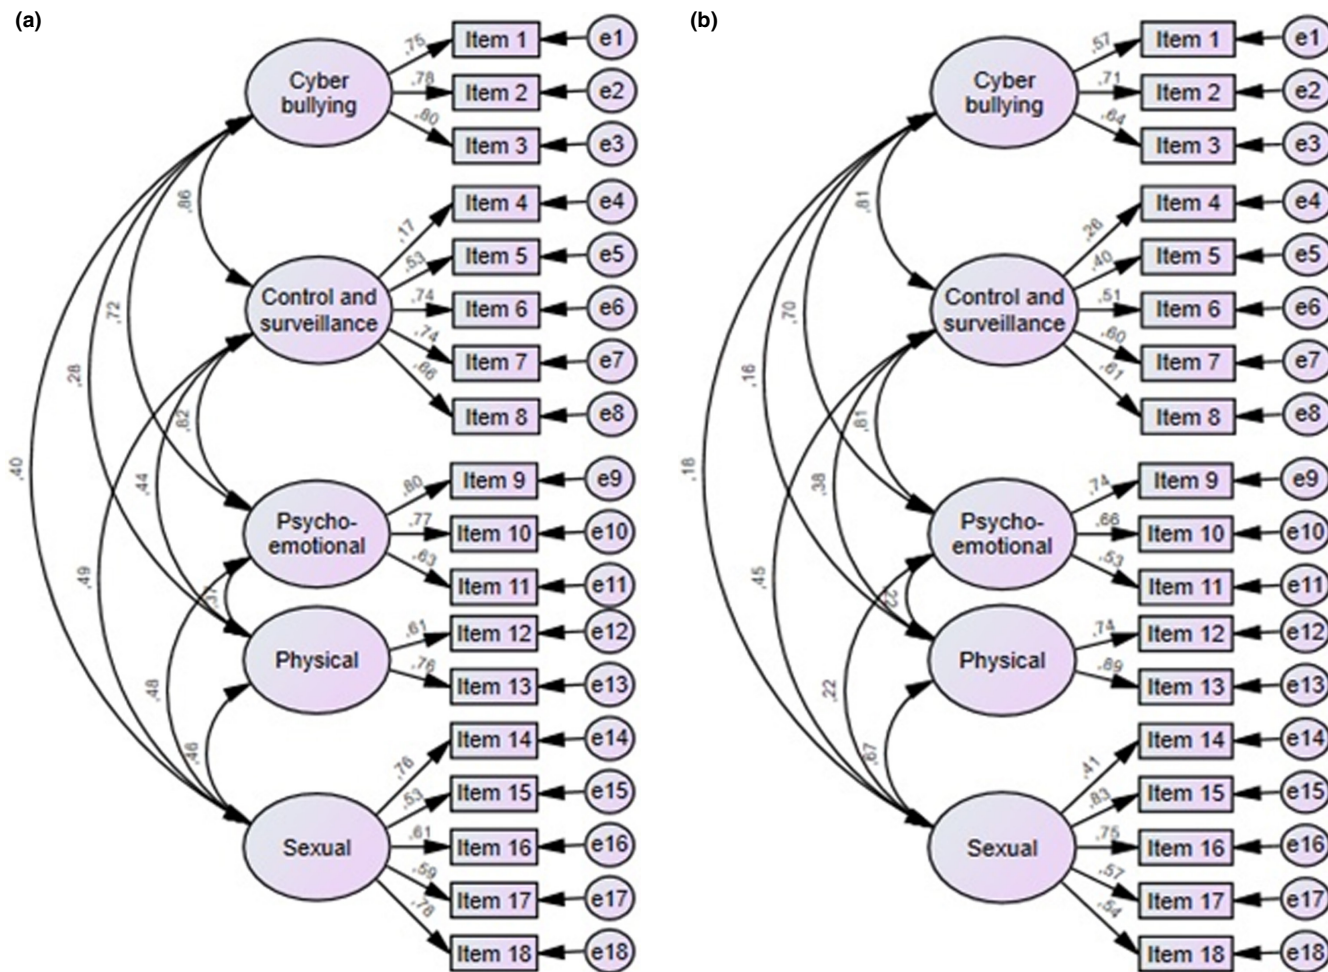 (a)
Cyber
bullying
,75
Item 1
e1
,78
Item 2
e2
,80
Item 3
e3
,86
Control and
surveillance
,17
Item 4
e4
,53
Item 5
e5
,74
Item 6
e6
,74
Item 7
e7
,66
Item 8
e8
,72
,28
,40
,82
,44
,49
Psycho-
emotional
,80
Item 9
e9
,77
Item 10
e10
,63
Item 11
e11
,37
,48
Physical
,61
Item 12
e12
,76
Item 13
e13
,46
Sexual
,76
Item 14
e14
,53
Item 15
e15
,61
Item 16
e16
,59
Item 17
e17
,78
Item 18
e18
(b)
Cyber
bullying
,57
Item 1
e1
,71
Item 2
e2
,64
Item 3
e3
,81
Control and
surveillance
,26
Item 4
e4
,40
Item 5
e5
,51
Item 6
e6
,60
Item 7
e7
,61
Item 8
e8
,70
,16
,18
,81
,38
,45
Psycho-
emotional
,74
Item 9
e9
,66
Item 10
e10
,53
Item 11
e11
,22
,22
Physical
,74
Item 12
e12
,69
Item 13
e13
,67
Sexual
,41
Item 14
e14
,83
Item 15
e15
,75
Item 16
e16
,57
Item 17
e17
,54
Item 18
e18